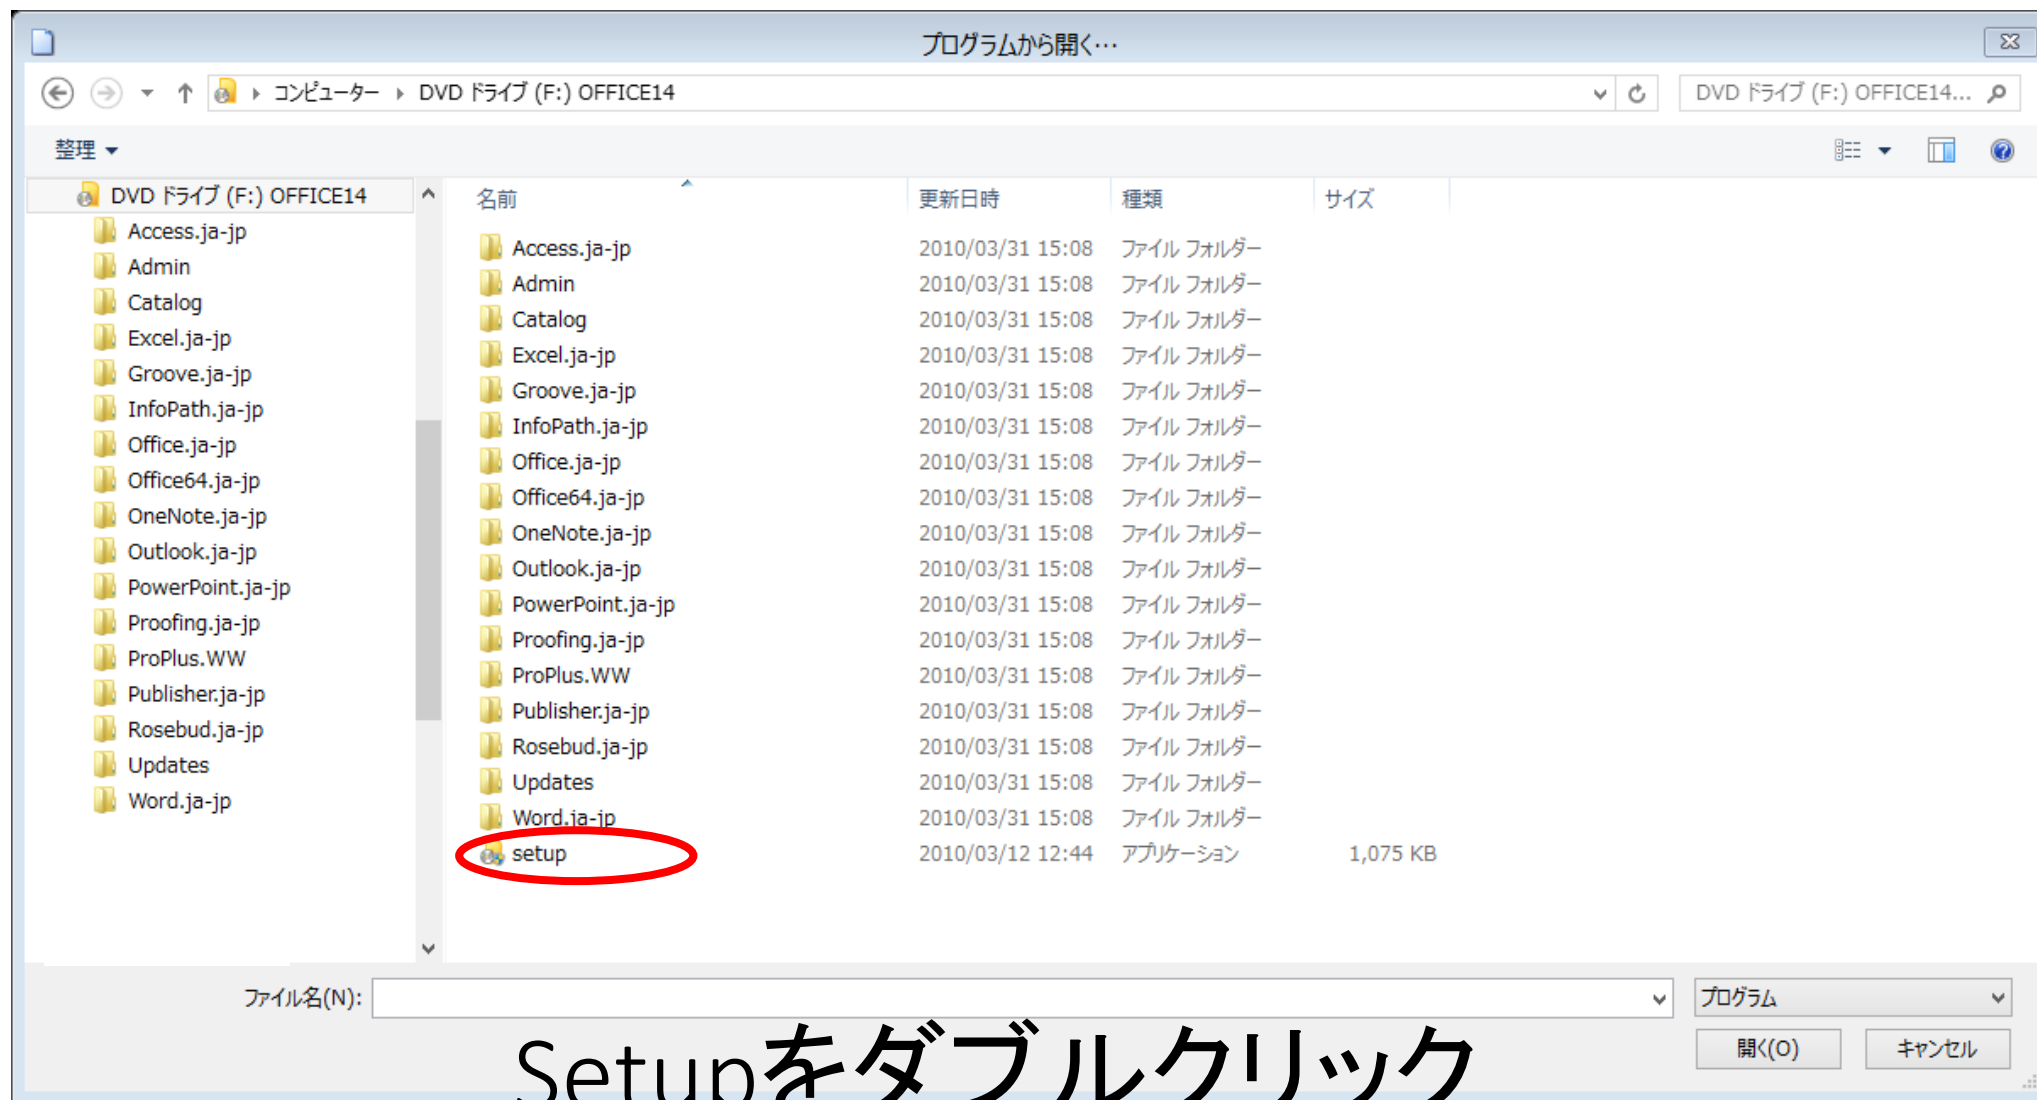 プログラムから開く…
コンピューター DVD ドライブ (F:) OFFICE14 DVD ドライブ (F:) OFFICE14...
整理
DVD ドライブ (F:) OFFICE14
Access.ja-jp
Admin
Catalog
Excel.ja-jp
Groove.ja-jp
InfoPath.ja-jp
Office.ja-jp
Office64.ja-jp
OneNote.ja-jp
Outlook.ja-jp
PowerPoint.ja-jp
Proofing.ja-jp
ProPlus.WW
Publisher.ja-jp
Rosebud.ja-jp
Updates
Word.ja-jp
名前 更新日時 種類 サイズ
Access.ja-jp 2010/03/31 15:08 ファイル フォルダー
Admin 2010/03/31 15:08 ファイル フォルダー
Catalog 2010/03/31 15:08 ファイル フォルダー
Excel.ja-jp 2010/03/31 15:08 ファイル フォルダー
Groove.ja-jp 2010/03/31 15:08 ファイル フォルダー
InfoPath.ja-jp 2010/03/31 15:08 ファイル フォルダー
Office.ja-jp 2010/03/31 15:08 ファイル フォルダー
Office64.ja-jp 2010/03/31 15:08 ファイル フォルダー
OneNote.ja-jp 2010/03/31 15:08 ファイル フォルダー
Outlook.ja-jp 2010/03/31 15:08 ファイル フォルダー
PowerPoint.ja-jp 2010/03/31 15:08 ファイル フォルダー
Proofing.ja-jp 2010/03/31 15:08 ファイル フォルダー
ProPlus.WW 2010/03/31 15:08 ファイル フォルダー
Publisher.ja-jp 2010/03/31 15:08 ファイル フォルダー
Rosebud.ja-jp 2010/03/31 15:08 ファイル フォルダー
Updates 2010/03/31 15:08 ファイル フォルダー
Word.ja-jp 2010/03/31 15:08 ファイル フォルダー
setup 2010/03/12 12:44 アプリケーション 1,075 KB
ファイル名(N): プログラム
開く(O) キャンセル
Setupをダブルクリック